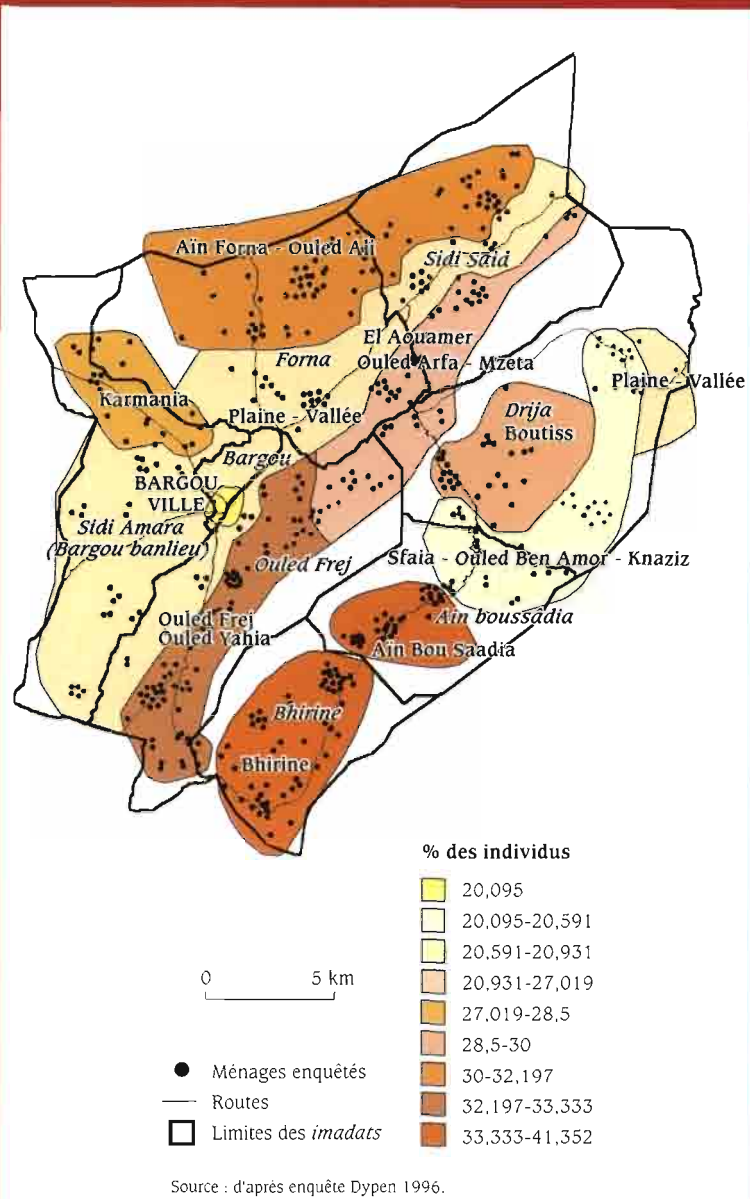 Aïn Forna - Ouled Ali
Sidi Saïd
El Aouamer
Ouled Arfa - Mzeta
Forna
Plaine - Vallée
Karmania
Plaine - Vallée
Drija
Boutiss
Bargou
BARGOU
VILLE
Sidi Amara
(Bargou banlieu)
Sfaia - Ouled Ben Amor - Knaziz
Ouled Frej
Aïn boussadia
Ouled Frej
Ouled Yahia
Aïn Bou Saadia
Bhirine
Bhirine
% des individus
20,095
20,095-20,591
20,591-20,931
20,931-27,019
27,019-28,5
28,5-30
30-32,197
32,197-33,333
33,333-41,352
0 5 km
Ménages enquêtés
Routes
Limites des imadats
Source : d'après enquête Dypen 1996.